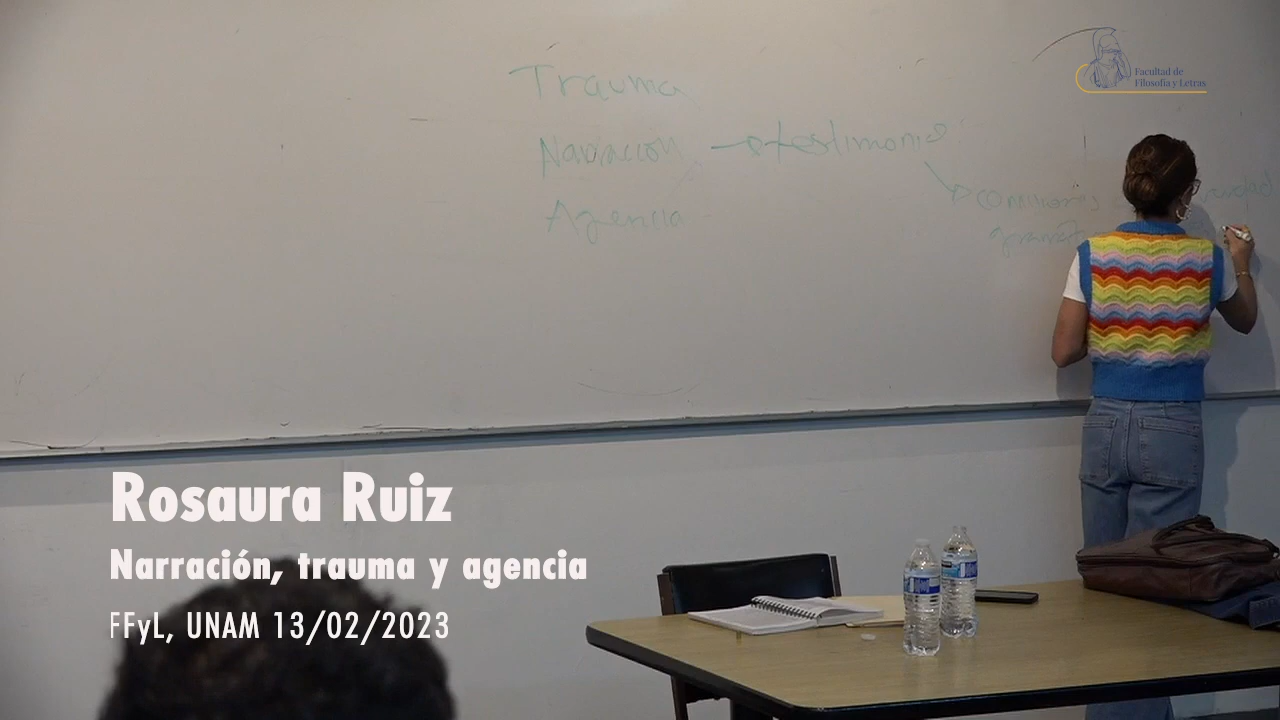 Facultad de
Filosofía y Letras
Trauma
Narración → testimonio
Agencia
Rosaura Ruiz
Narración, trauma y agencia
FFyL, UNAM 13/02/2023